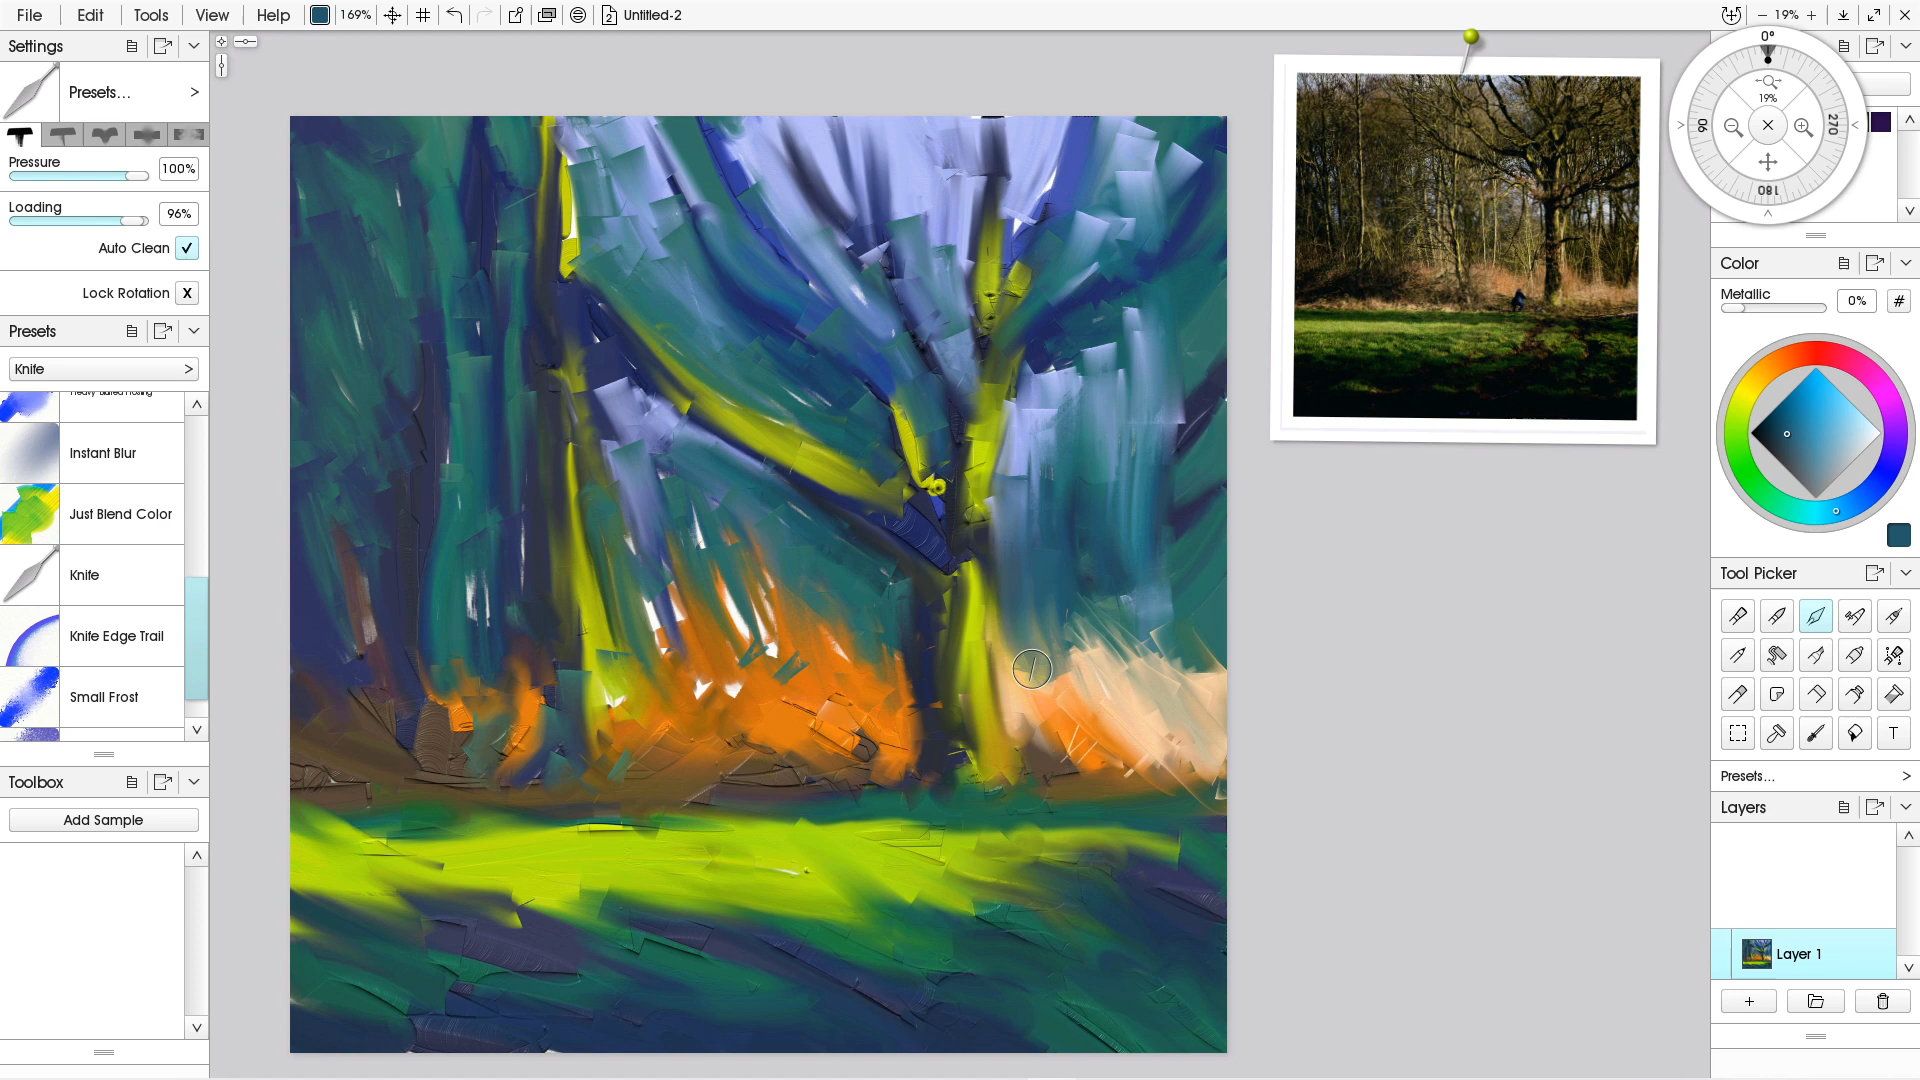 File Edit Tools View Help 169% 2 Untitled-2 19%
Settings
Presets... >
Pressure
100%
Loading
96%
Auto Clean
Lock Rotation X
Presets
Knife >
Instant Blur
Just Blend Color
Knife
Knife Edge Trail
Small Frost
Toolbox
Add Sample
0°
19%
90
270
180
Color
Metallic
0% #
Tool Picker
T
Presets... >
Layers
Layer 1